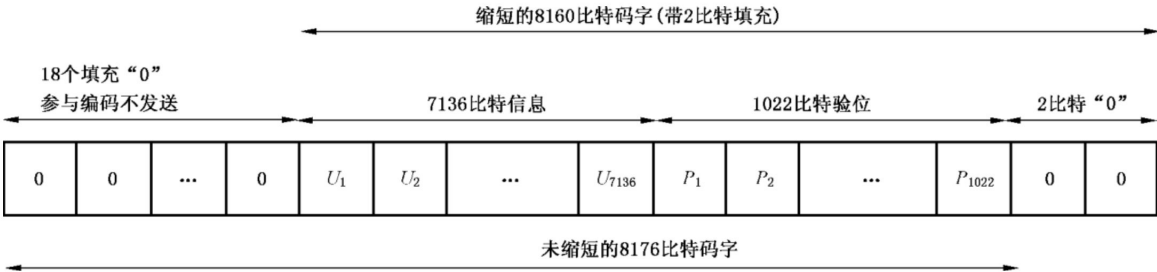 缩短的8160比特码字(带2比特填充)
18个填充“0”
参与编码不发送
7136比特信息
1022比特验位
2比特“0”
0 0 … 0 U1 U2 … U7136 P1 P2 … P1022 0 0
未缩短的8176比特码字